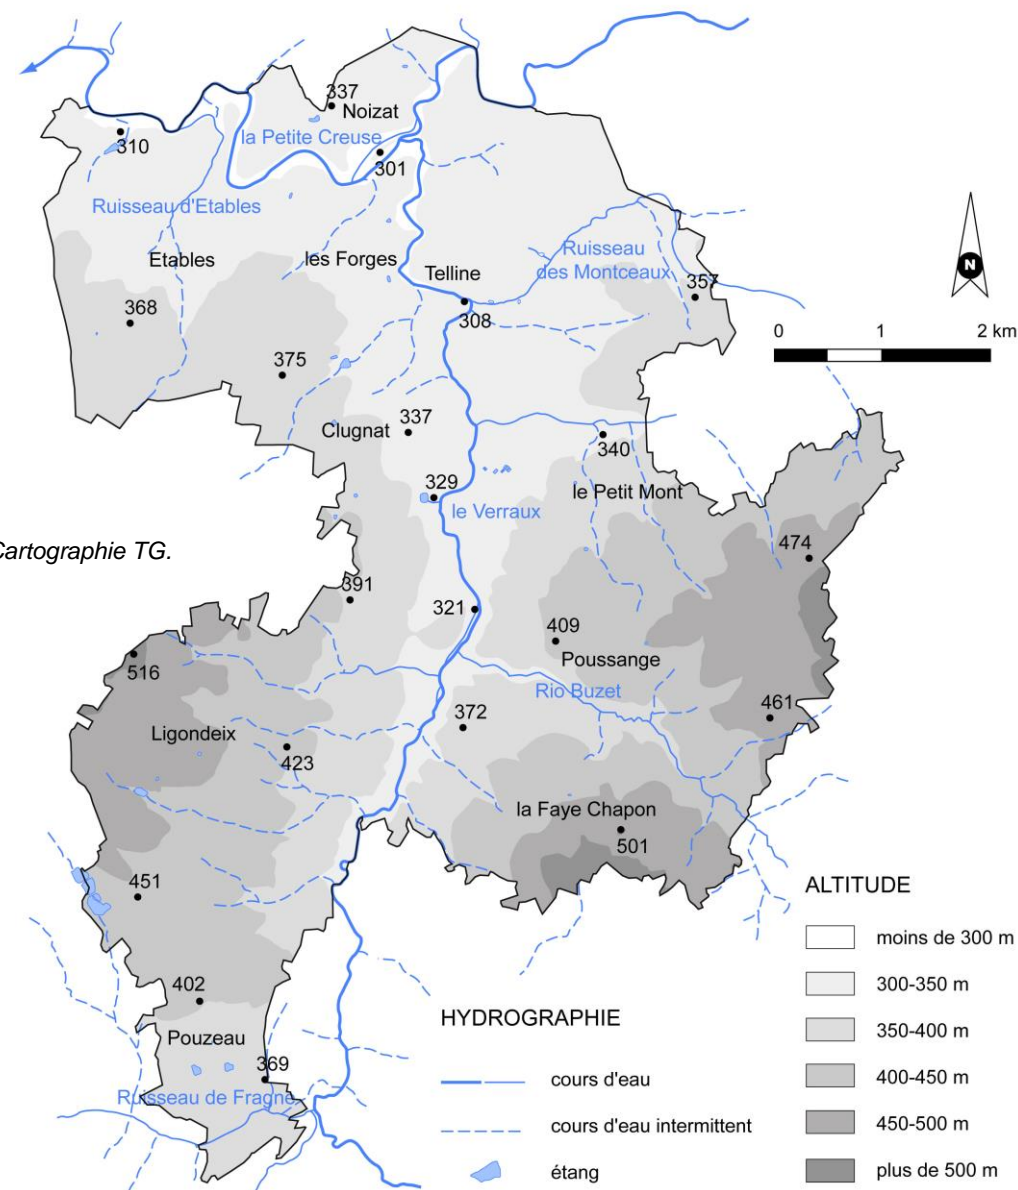 337
Noizat
la Petite Creuse
310
301
Ruisseau d'Etables
Etables
les Forges
Telline
Ruisseau
des Montceaux
357
N
368
308
0 1 2 km
375
337
Clugnat
340
329
le Petit Mont
le Verraux
474
Cartographie TG.
391
321
409
Poussange
516
Rio Buzet
461
372
Ligondeix
423
la Faye Chapon
501
451
402
Pouzeau
369
Ruisseau de Fragne
HYDROGRAPHIE
cours d'eau
cours d'eau intermittent
étang
ALTITUDE
moins de 300 m
300-350 m
350-400 m
400-450 m
450-500 m
plus de 500 m